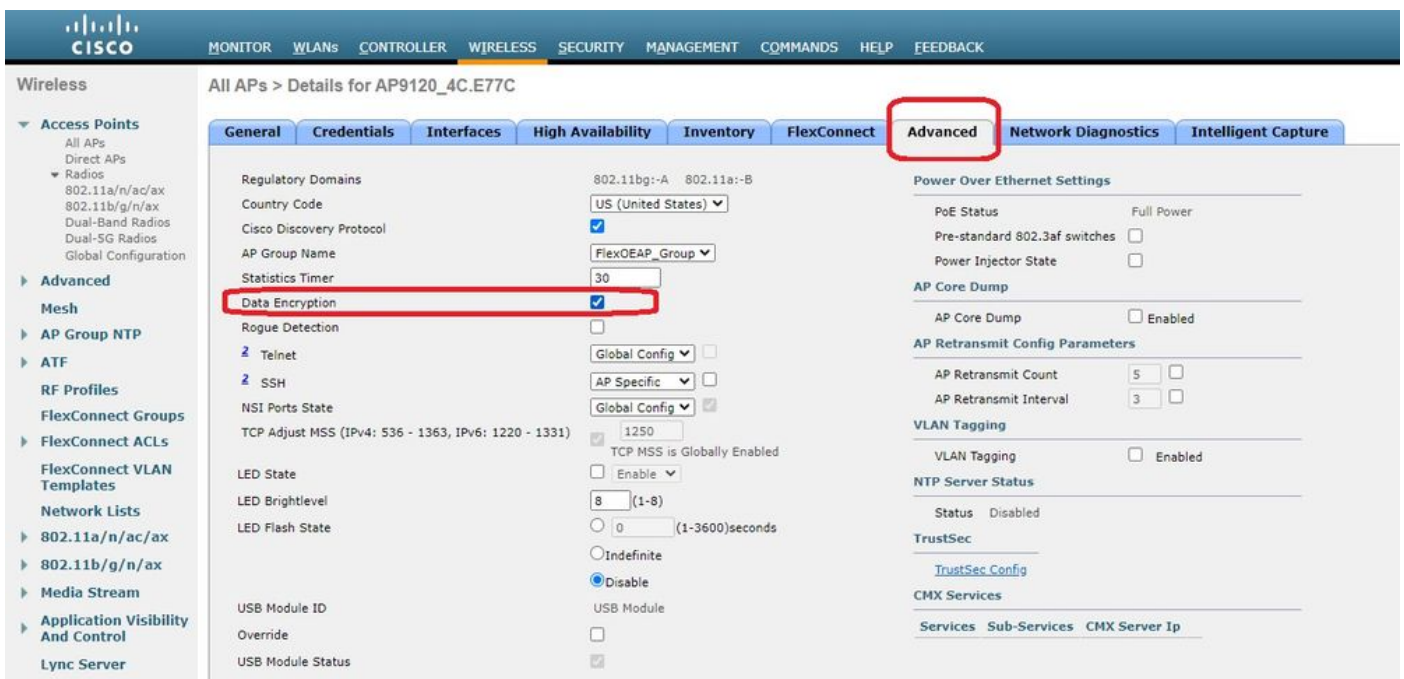 CISCO
MONITOR WLANs CONTROLLER WIRELESS SECURITY MANAGEMENT COMMANDS HELP FEEDBACK
Wireless
Access Points
All APs
Direct APs
Radios
802.11a/n/ac/ax
802.11b/g/n/ax
Dual-Band Radios
Dual-5G Radios
Global Configuration
Advanced
Mesh
AP Group NTP
ATF
RF Profiles
FlexConnect Groups
FlexConnect ACLs
FlexConnect VLAN
Templates
Network Lists
802.11a/n/ac/ax
802.11b/g/n/ax
Media Stream
Application Visibility
And Control
Lync Server
All APs > Details for AP9120_4C.E77C
General Credentials Interfaces High Availability Inventory FlexConnect Advanced Network Diagnostics Intelligent Capture
Regulatory Domains 802.11bg:-A 802.11a:-B
Country Code US (United States)
Cisco Discovery Protocol
AP Group Name FlexOEAP_Group
Statistics Timer 30
Data Encryption
Rogue Detection
2 Telnet Global Config
2 SSH AP Specific
NSI Ports State Global Config
TCP Adjust MSS (IPv4: 536 - 1363, IPv6: 1220 - 1331) 1250
TCP MSS is Globally Enabled
LED State Enable
LED Brightlevel 8 (1-8)
LED Flash State 0 (1-3600)seconds
Indefinite
Disable
USB Module ID USB Module
Override
USB Module Status
Power Over Ethernet Settings
PoE Status Full Power
Pre-standard 802.3af switches
Power Injector State
AP Core Dump
AP Core Dump Enabled
AP Retransmit Config Parameters
AP Retransmit Count 5
AP Retransmit Interval 3
VLAN Tagging
VLAN Tagging Enabled
NTP Server Status
Status Disabled
TrustSec
TrustSec Config
CMX Services
Services Sub-Services CMX Server Ip